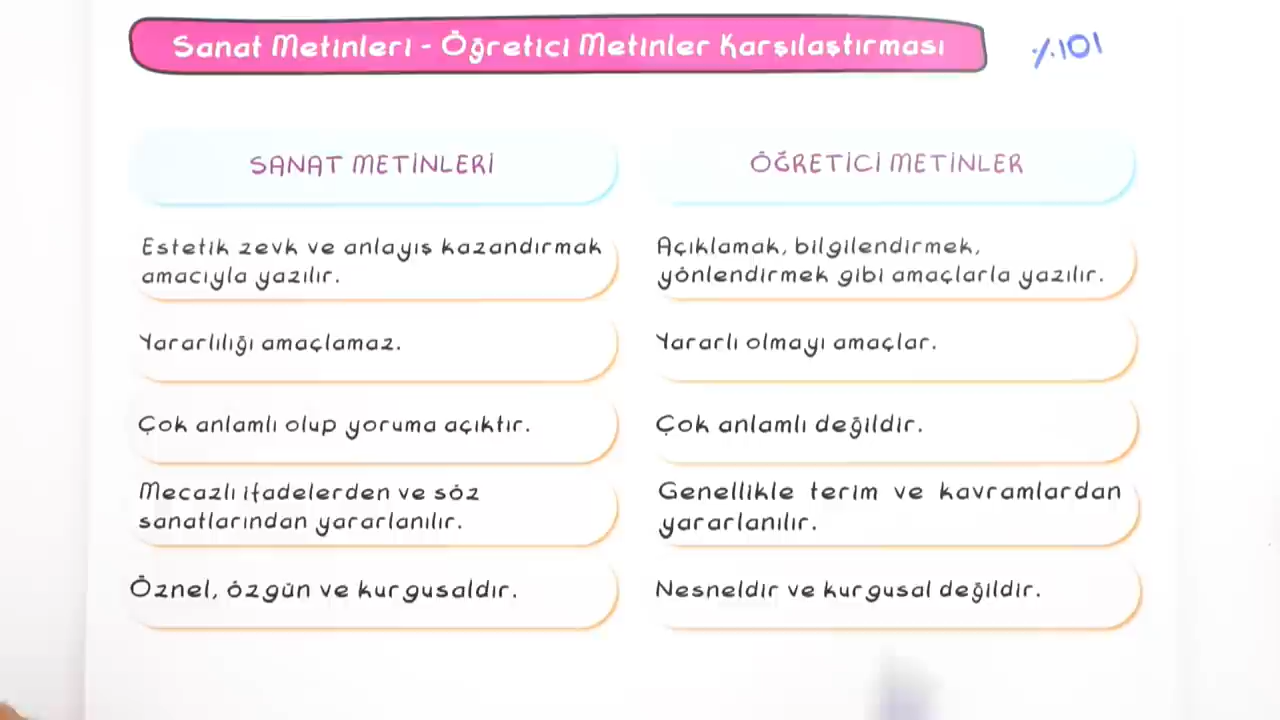 Sanat Metinleri - Öğretici Metinler Karşılaştırması
٪101
SANAT METİNLERİ
ÖĞRETİCİ METİNLER
Estetik zevk ve anlayış kazandırmak
amacıyla yazılır.
Açıklamak, bilgilendirmek,
yönlendirmek gibi amaçlarla yazılır.
Yararlılığı amaçlamaz.
Yararlı olmayı amaçlar.
Çok anlamlı olup yoruma açıktır.
Çok anlamlı değildir.
Mecazlı ifadelerden ve söz
sanatlarından yararlanılır.
Genellikle terim ve kavramlardan
yararlanılır.
Öznel, özgün ve kurgusaldır.
Nesneldir ve kurgusal değildir.